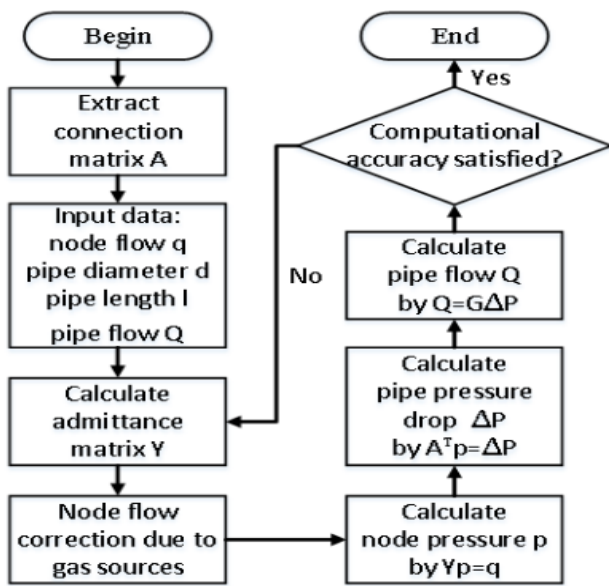 Begin
Extract
connection
matrix A
Input data:
node flow q
pipe diameter d
pipe length l
pipe flow Q
Calculate
admittance
matrix Y
Node flow
correction due to
gas sources
Calculate
node pressure p
by Yp=q
Calculate
pipe pressure
drop ΔP
by Aᵀp=ΔP
Calculate
pipe flow Q
by Q=GΔP
Computational
accuracy satisfied?
No
Yes
End